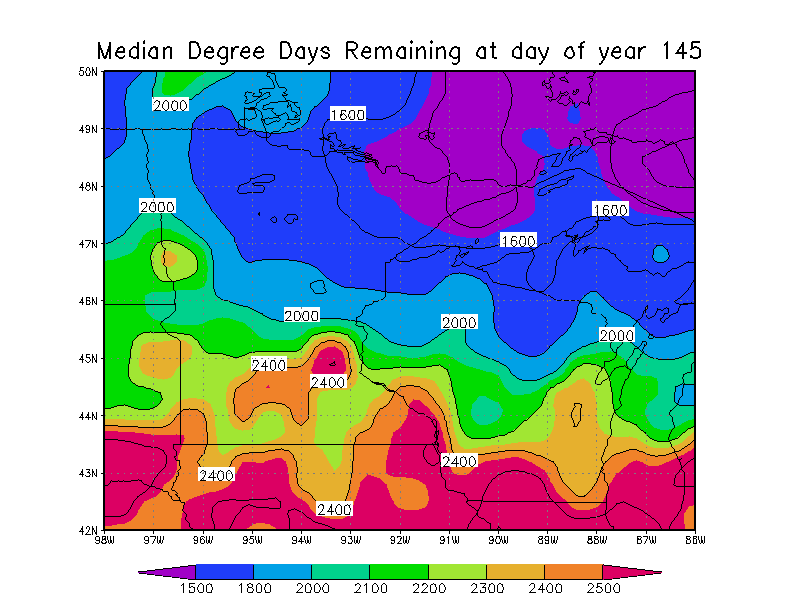 Median Degree Days Remaining at day of year 145
50N
2000
1600
49N
48N
2000
1600
47N
1600
46N
2000
2000
2000
45N
2400
2400
44N
2400
43N
2400
2400
42N
98W 97W 96W 95W 94W 93W 92W 91W 90W 89W 88W 87W 86W
1500 1800 2000 2100 2200 2300 2400 2500